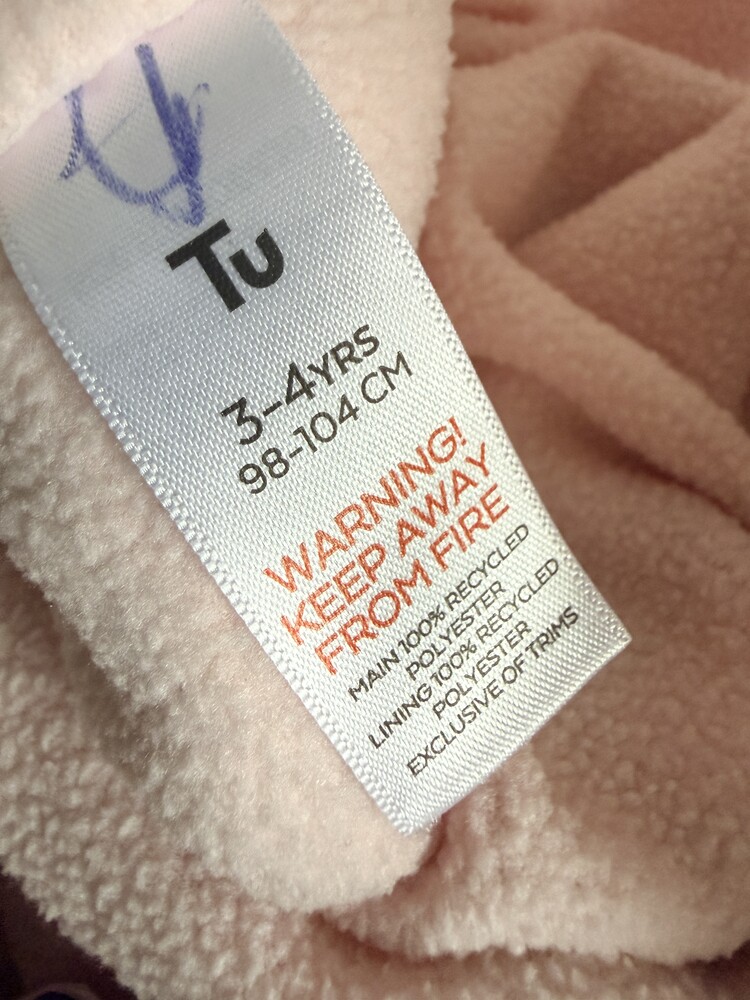 Tu
3-4YRS
98-104 CM
WARNING!
KEEP AWAY
FROM FIRE
MAIN 100% RECYCLED
POLYESTER
LINING 100% RECYCLED
POLYESTER
EXCLUSIVE OF TRIMS